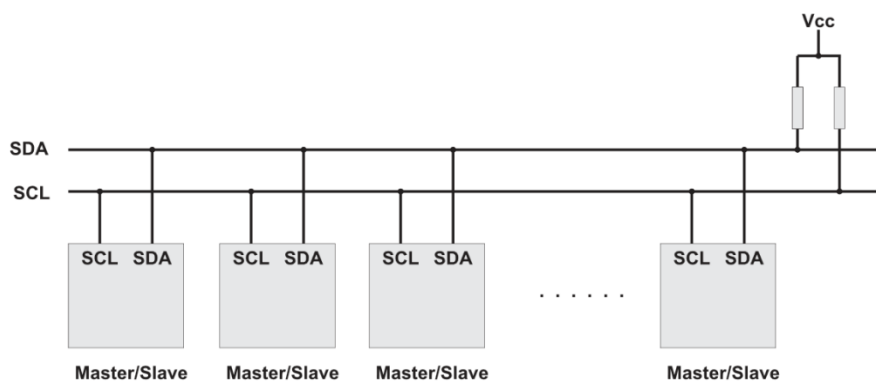 Vcc
SDA
SCL
SCL SDA SCL SDA SCL SDA SCL SDA
. . . . . .
Master/Slave Master/Slave Master/Slave Master/Slave